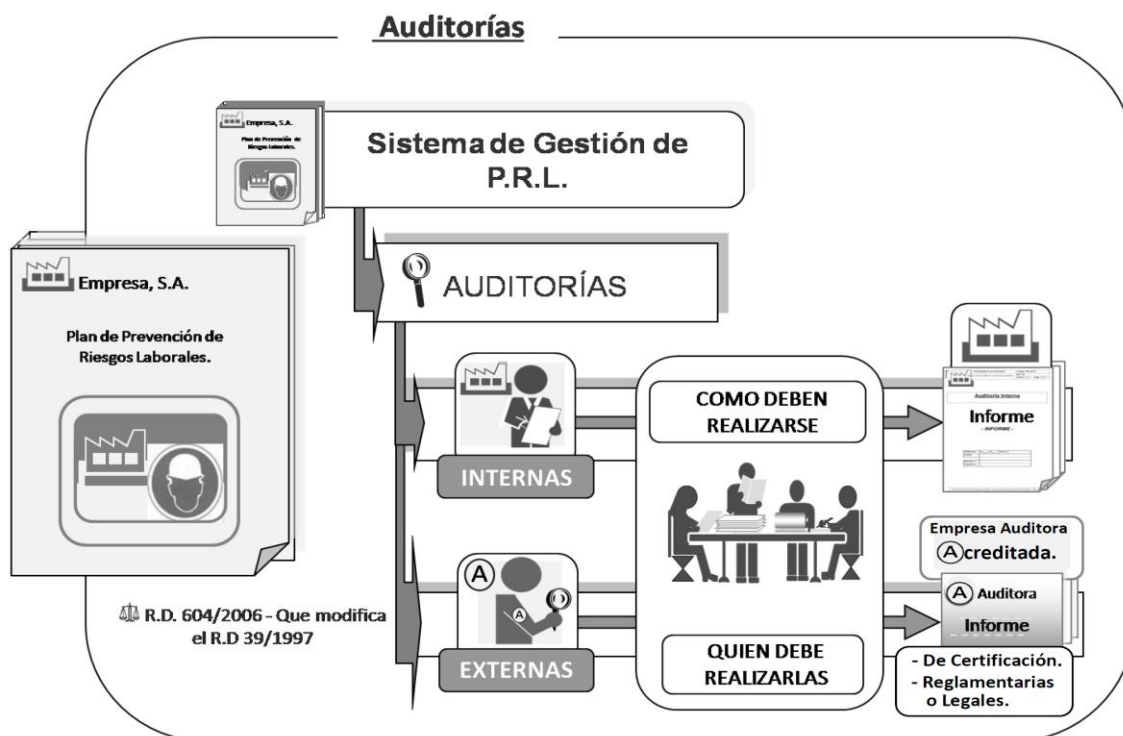 Auditorías
Empresa, S.A.
Plan de Prevención de
Riesgos Laborales.
Sistema de Gestión de
P.R.L.
AUDITORÍAS
Empresa, S.A.
Plan de Prevención de
Riesgos Laborales.
R.D. 604/2006 - Que modifica
el R.D 39/1997
INTERNAS
COMO DEBEN
REALIZARSE
Auditoría Interna
Informe
- INFORME -
A
A
EXTERNAS
QUIEN DEBE
REALIZARLAS
Empresa Auditora
Acreditada.
A Auditora
Informe
- De Certificación.
- Reglamentarias
o Legales.